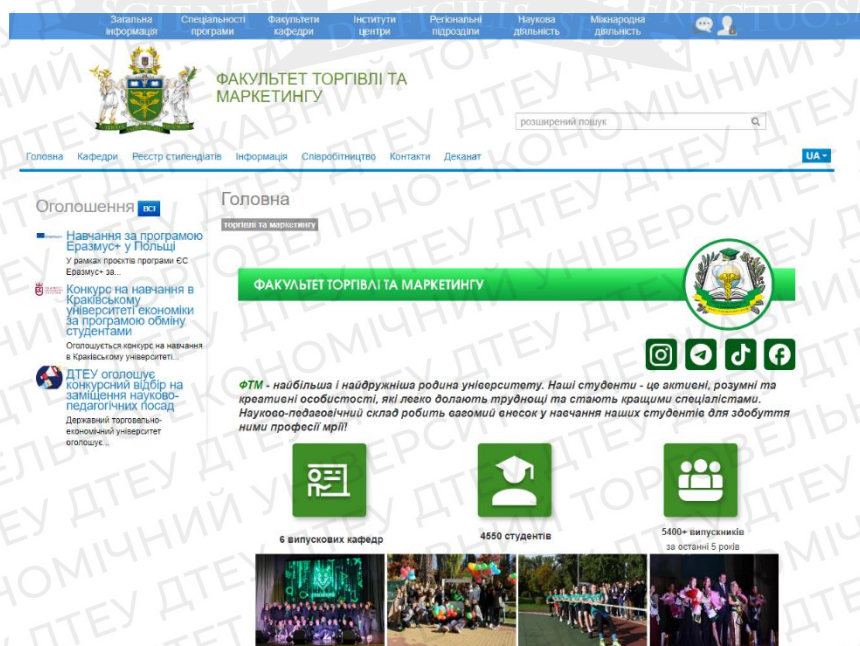 Загальна інформація
Спеціальності програми
Факультети кафедри
Інститути центри
Регіональні підрозділи
Наукова діяльність
Міжнародна діяльність
ФАКУЛЬТЕТ ТОРГІВЛІ ТА
МАРКЕТИНГУ
розширений пошук
Головна Кафедри Реєстр стипендіатів Інформація Співробітництво Контакти Деканат
UA
Оголошення ВСІ
Навчання за програмою
Еразмус+ у Польщі
У рамках проєктів програми ЄС
Еразмус+ за...
Конкурс на навчання в
Краківському
університеті економіки
за програмою обміну
студентами
Оголошується конкурс на навчання
в Краківському університеті...
ДТЕУ оголошує
конкурсний відбір на
заміщення науково-
педагогічних посад
Державний торговельно-
економічний університет
оголошує...
Головна
торгівлі та маркетингу
ФАКУЛЬТЕТ ТОРГІВЛІ ТА МАРКЕТИНГУ
ФТМ - найбільша і найдружніша родина університету. Наші студенти - це активні, розумні та
креативні особистості, які легко долають труднощі та стають кращими спеціалістами.
Науково-педагогічний склад робить вагомий внесок у навчання наших студентів для здобуття
ними професії мрії!
6 випускових кафедр
4550 студентів
5400+ випускників
за останні 5 років